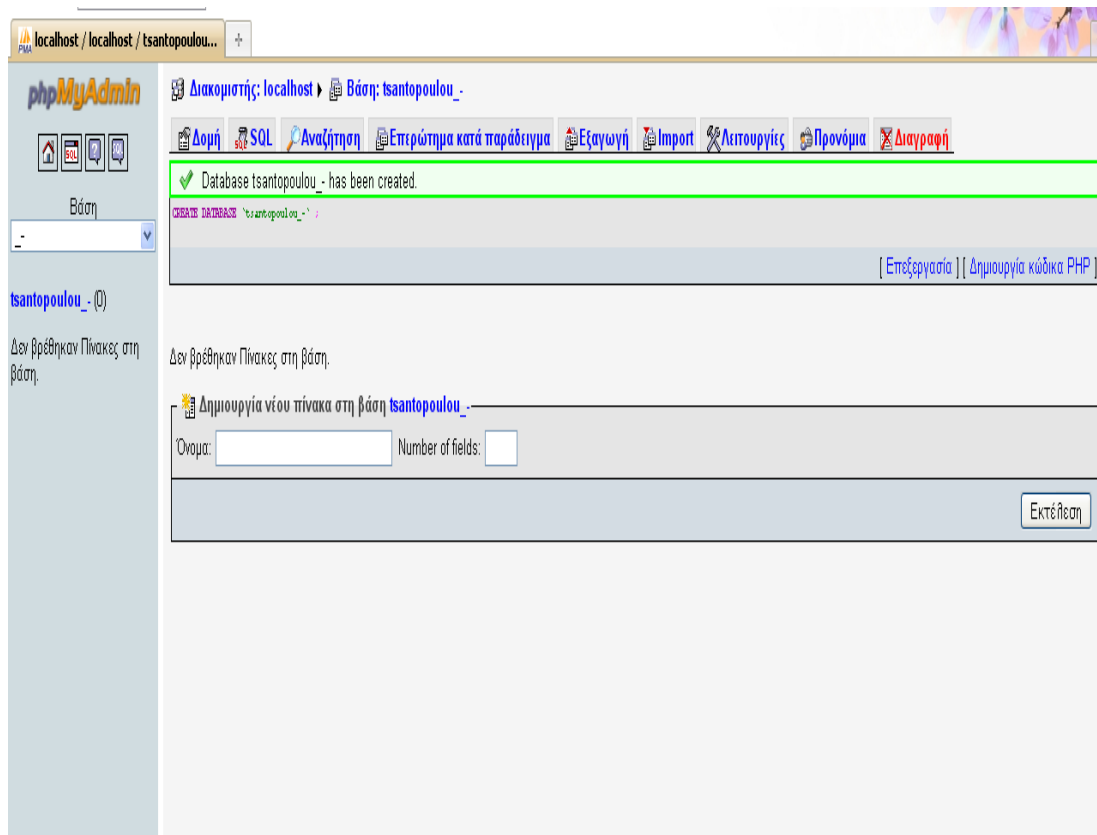 localhost / localhost / tsantopoulou...
phpMyAdmin
Βάση
_-
tsantopoulou_- (0)
Δεν βρέθηκαν Πίνακες στη
βάση.
Διακομιστής: localhost Βάση: tsantopoulou_-
Δομή SQL Αναζήτηση Επερώτημα κατά παράδειγμα Εξαγωγή Import Λειτουργίες Προνόμια Διαγραφή
Database tsantopoulou_- has been created.
CREATE DATABASE `tsantopoulou_-` ;
[ Επεξεργασία ] [ Δημιουργία κώδικα PHP ]
Δεν βρέθηκαν Πίνακες στη βάση.
Δημιουργία νέου πίνακα στη βάση tsantopoulou_-
Όνομα: Number of fields:
Εκτέλεση